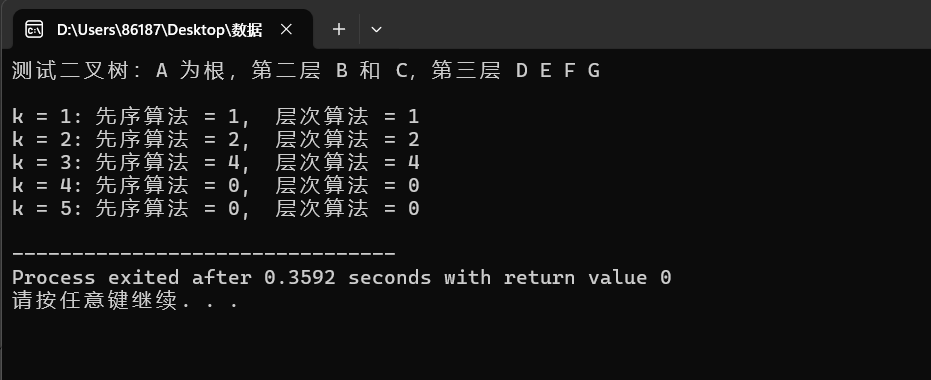 D:\Users\86187\Desktop\数据
测试二叉树：A 为根，第二层 B 和 C，第三层 D E F G
k = 1：先序算法 = 1， 层次算法 = 1
k = 2：先序算法 = 2， 层次算法 = 2
k = 3：先序算法 = 4， 层次算法 = 4
k = 4：先序算法 = 0， 层次算法 = 0
k = 5：先序算法 = 0， 层次算法 = 0
--------------------------------
Process exited after 0.3592 seconds with return value 0
请按任意键继续. . .